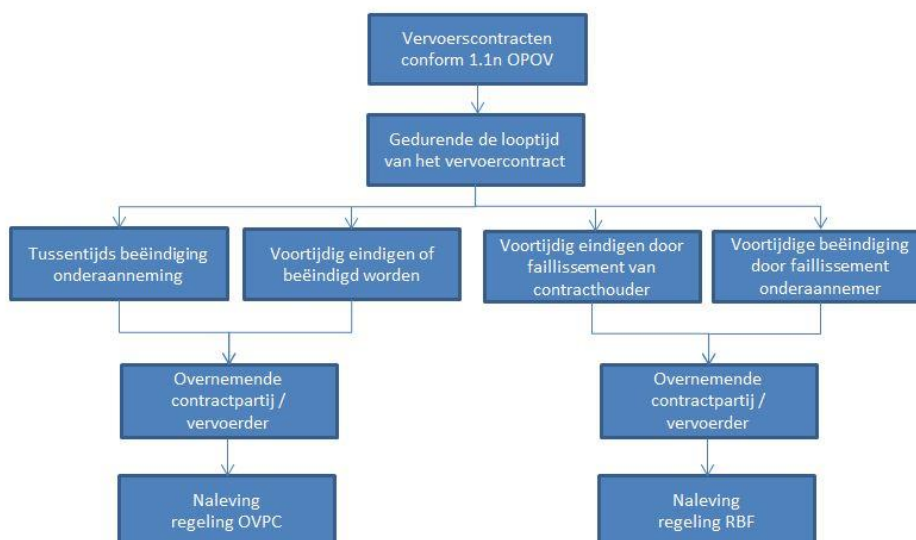 Vervoerscontracten
conform 1.1n OPOV
Gedurende de looptijd
van het vervoercontract
Tussentijds beëindiging
onderaanneming
Voortijdig eindigen of
beëindigd worden
Voortijdig eindigen door
faillissement van
contracthouder
Voortijdige beëindiging
door faillissement
onderaannemer
Overnemende
contractpartij /
vervoerder
Overnemende
contractpartij /
vervoerder
Naleving
regeling OVPC
Naleving
regeling RBF